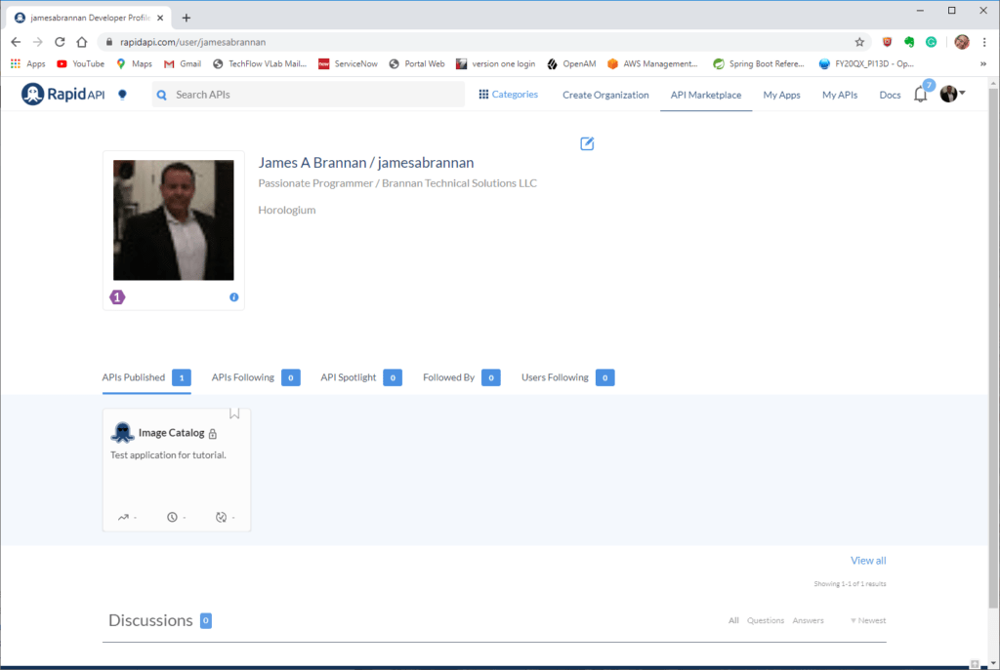 jamesabrannan Developer Profile
rapidapi.com/user/jamesabrannan
Apps YouTube Maps Gmail TechFlow VLab Mail... ServiceNow Portal Web version one login OpenAM AWS Management... Spring Boot Refere... FY20QX_PI13D - Op... »
Rapid API Search APIs Categories Create Organization API Marketplace My Apps My APIs Docs 7
James A Brannan / jamesabrannan
Passionate Programmer / Brannan Technical Solutions LLC
Horologium
1
APIs Published 1 APIs Following 0 API Spotlight 0 Followed By 0 Users Following 0
Image Catalog
Test application for tutorial.
- - -
View all
Showing 1-1 of 1 results
Discussions 0 All Questions Answers Newest